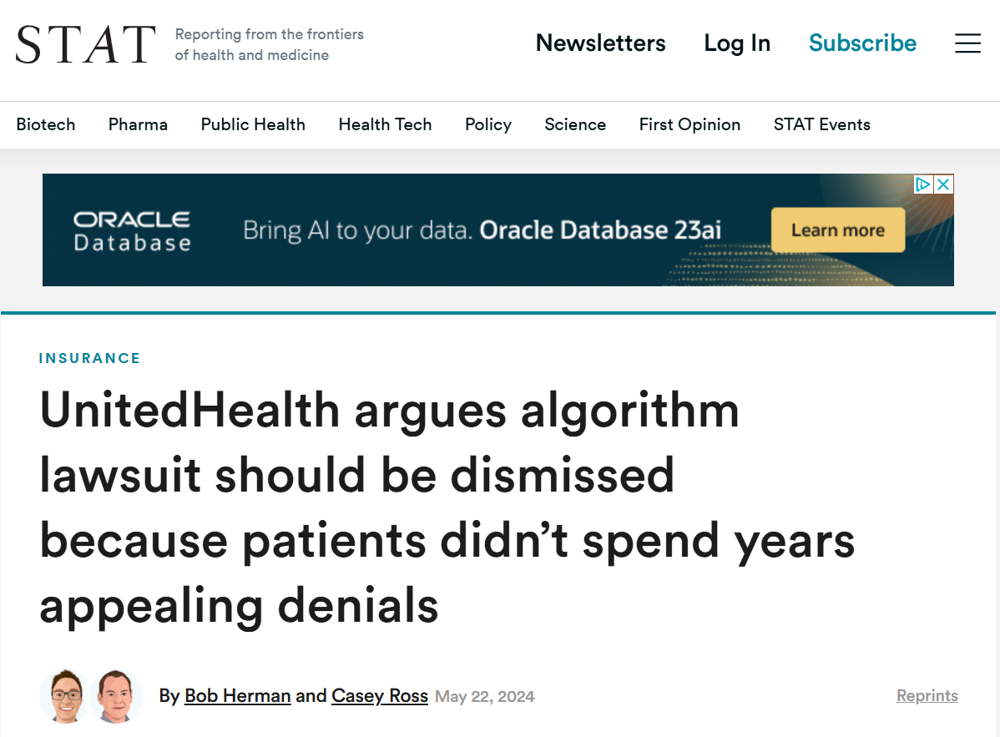 STAT
Reporting from the frontiers
of health and medicine
Newsletters
Log In
Subscribe
Biotech
Pharma
Public Health
Health Tech
Policy
Science
First Opinion
STAT Events
ORACLE
Database
Bring AI to your data. Oracle Database 23ai
Learn more
INSURANCE
UnitedHealth argues algorithm
lawsuit should be dismissed
because patients didn’t spend years
appealing denials
By Bob Herman and Casey Ross May 22, 2024
Reprints